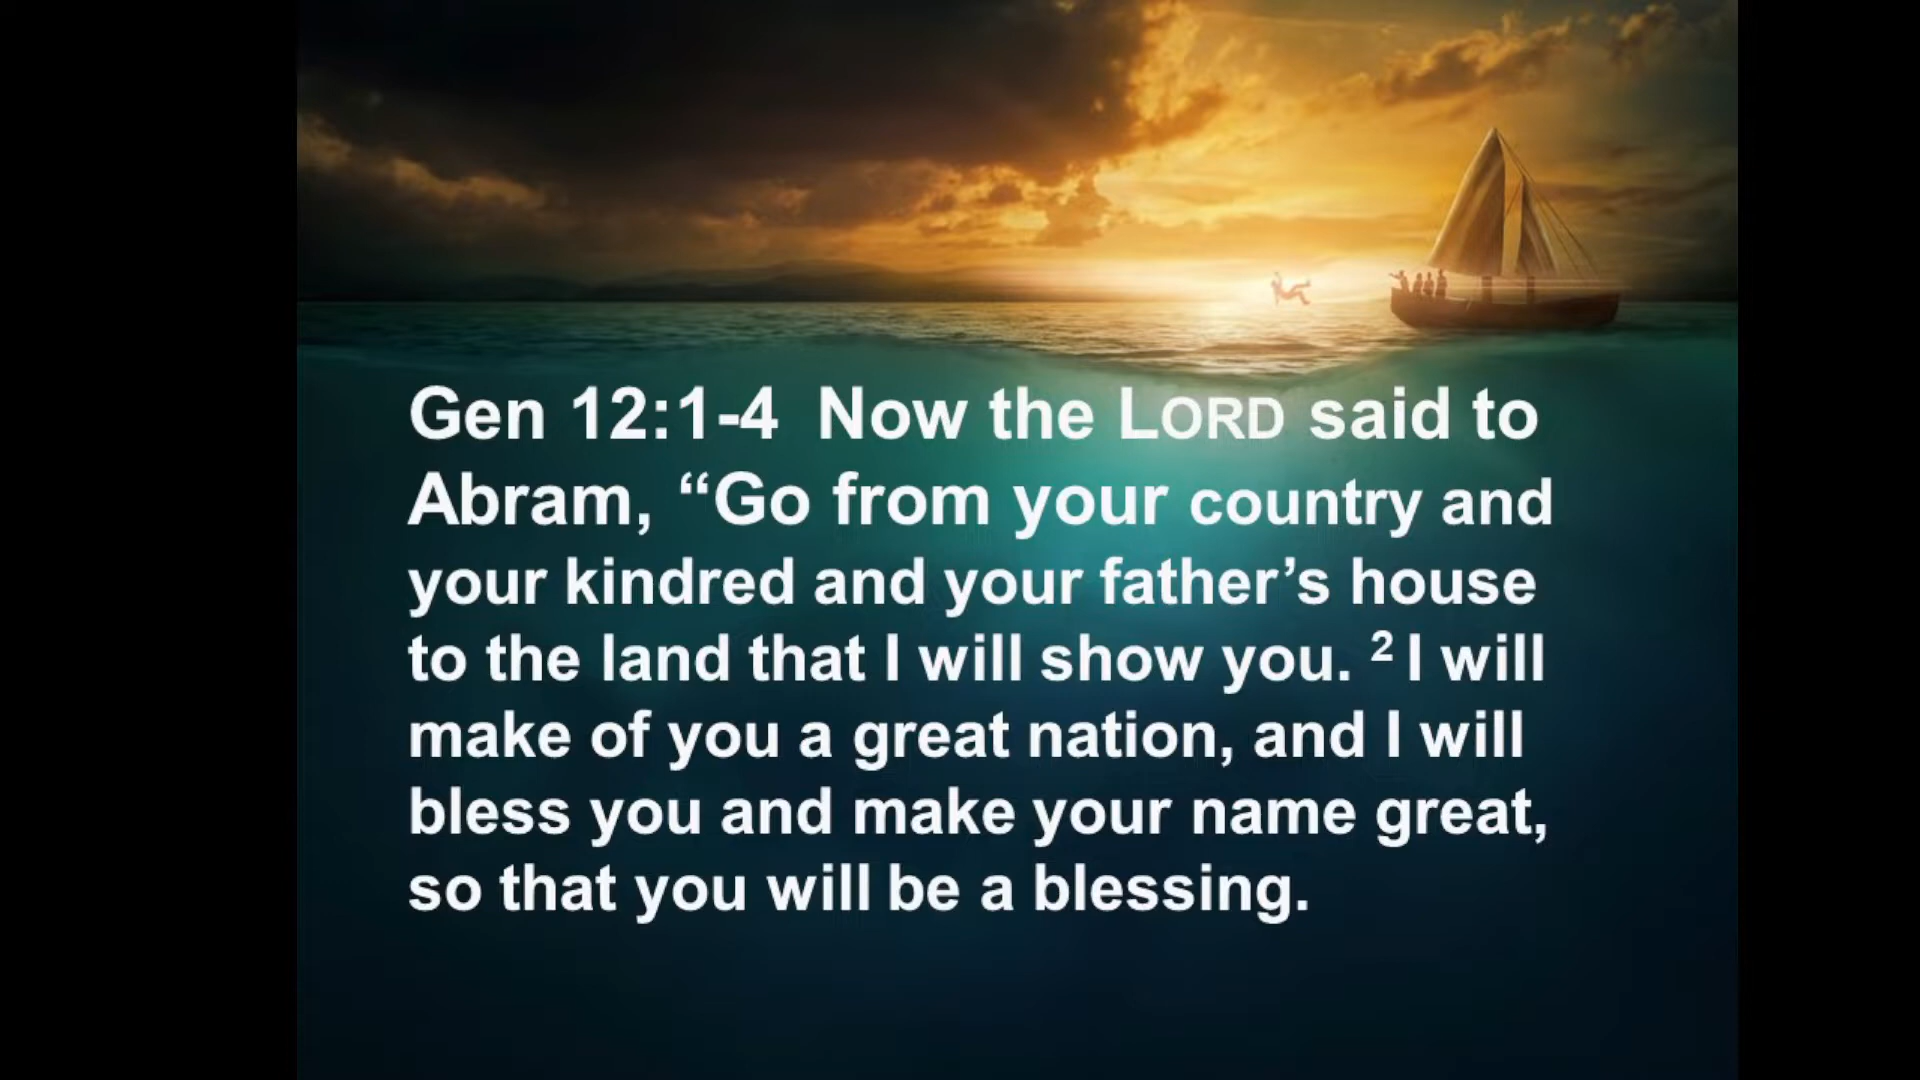 Gen 12:1-4  Now the LORD said to
Abram, “Go from your country and
your kindred and your father’s house
to the land that I will show you. ² I will
make of you a great nation, and I will
bless you and make your name great,
so that you will be a blessing.